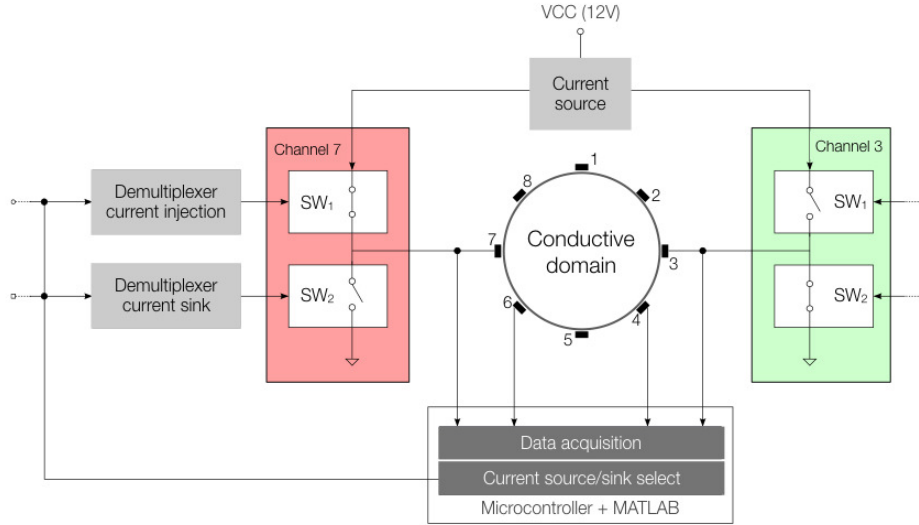 VCC (12V)
Current
source
Channel 7
Channel 3
Demultiplexer
current injection
SW₁
SW₁
Demultiplexer
current sink
SW₂
SW₂
1
2
3
4
5
6
7
8
Conductive
domain
Data acquisition
Current source/sink select
Microcontroller + MATLAB